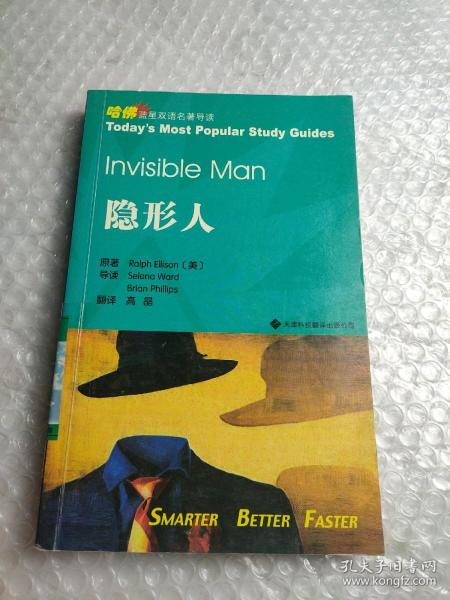 哈佛蓝星双语名著导读
Today's Most Popular Study Guides
Invisible Man
隐形人
原著 Ralph Ellison〔美〕
导读 Selena Ward
Brian Phillips
翻译 高晶
天津科技翻译出版公司
SMARTER BETTER FASTER
孔夫子旧书网
www.kongfz.com